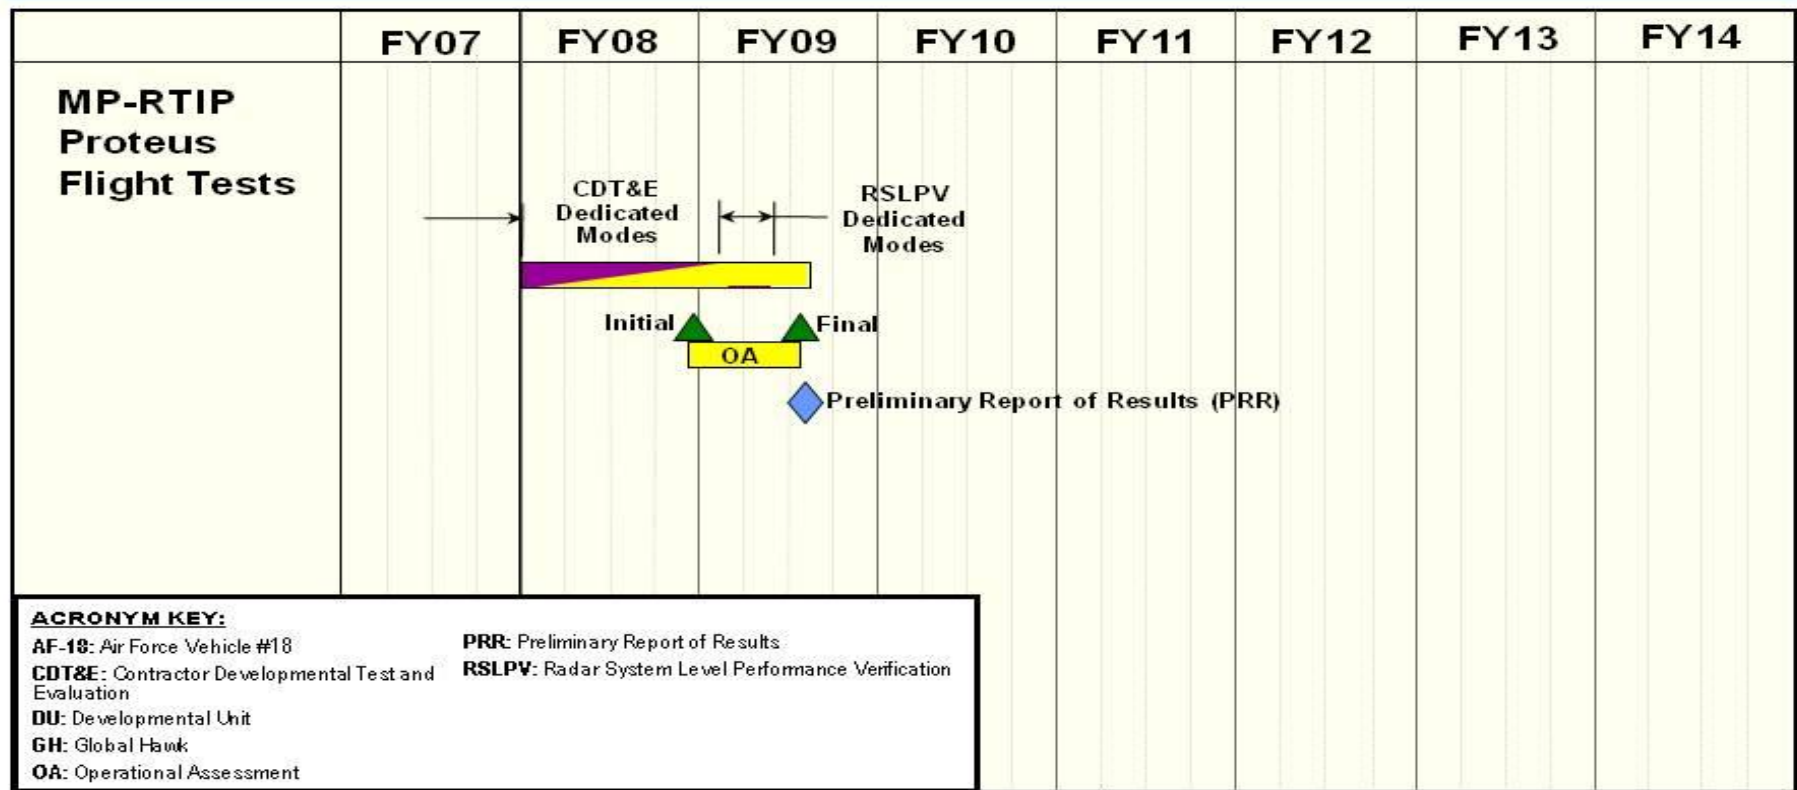 FY07 FY08 FY09 FY10 FY11 FY12 FY13 FY14
MP-RTIP
Proteus
Flight Tests
CDT&E
Dedicated
Modes
RSLPV
Dedicated
Modes
Initial
Final
OA
Preliminary Report of Results (PRR)
ACRONYM KEY:
AF-18: Air Force Vehicle #18
CDT&E: Contractor Developmental Test and
Evaluation
DU: Developmental Unit
GH: Global Hawk
OA: Operational Assessment
PRR: Preliminary Report of Results
RSLPV: Radar System Level Performance Verification